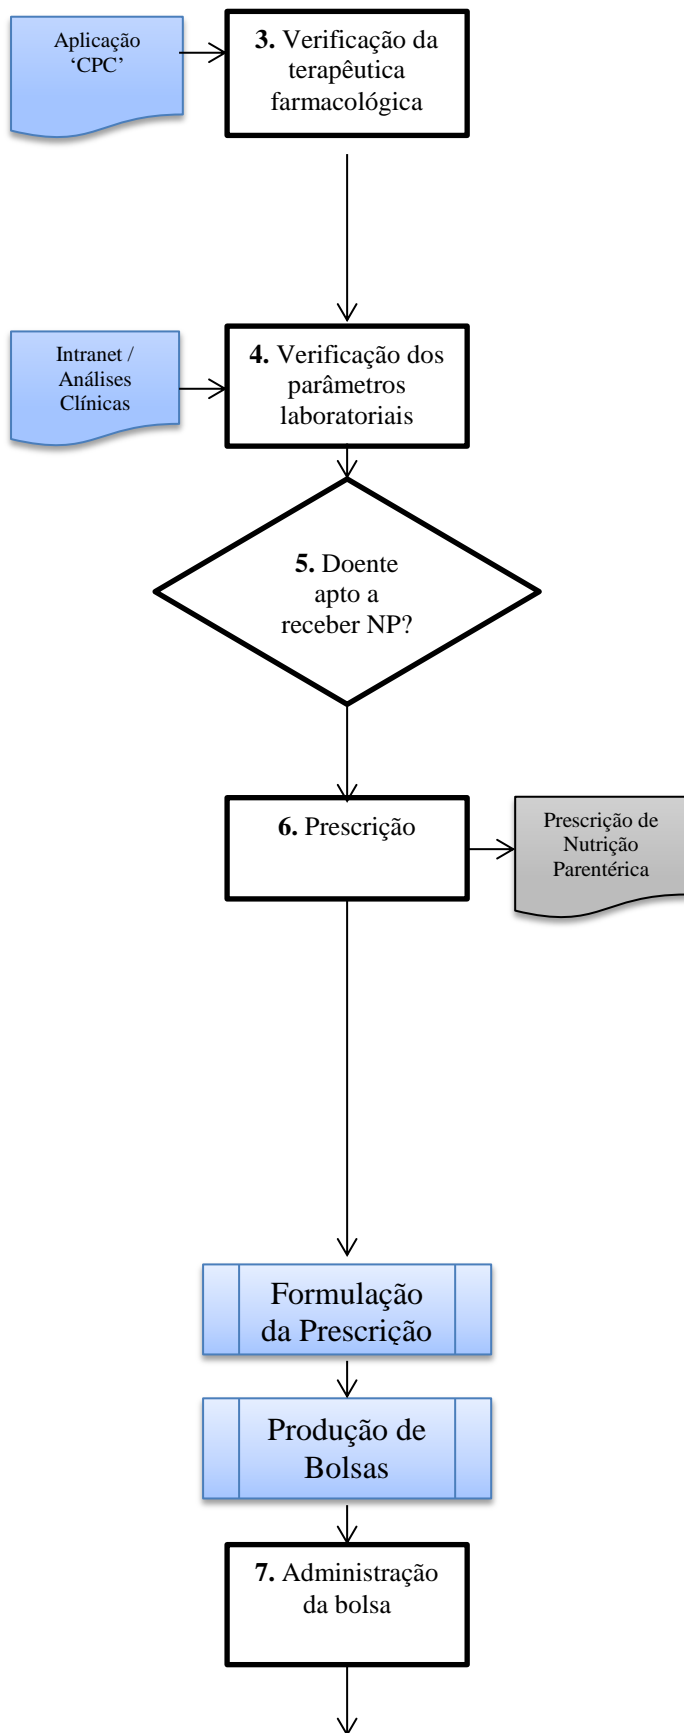 Aplicação
‘CPC’
3. Verificação da
terapêutica
farmacológica
Intranet /
Análises
Clínicas
4. Verificação dos
parâmetros
laboratoriais
5. Doente
apto a
receber NP?
6. Prescrição
Prescrição de
Nutrição
Parentérica
Formulação
da Prescrição
Produção de
Bolsas
7. Administração
da bolsa